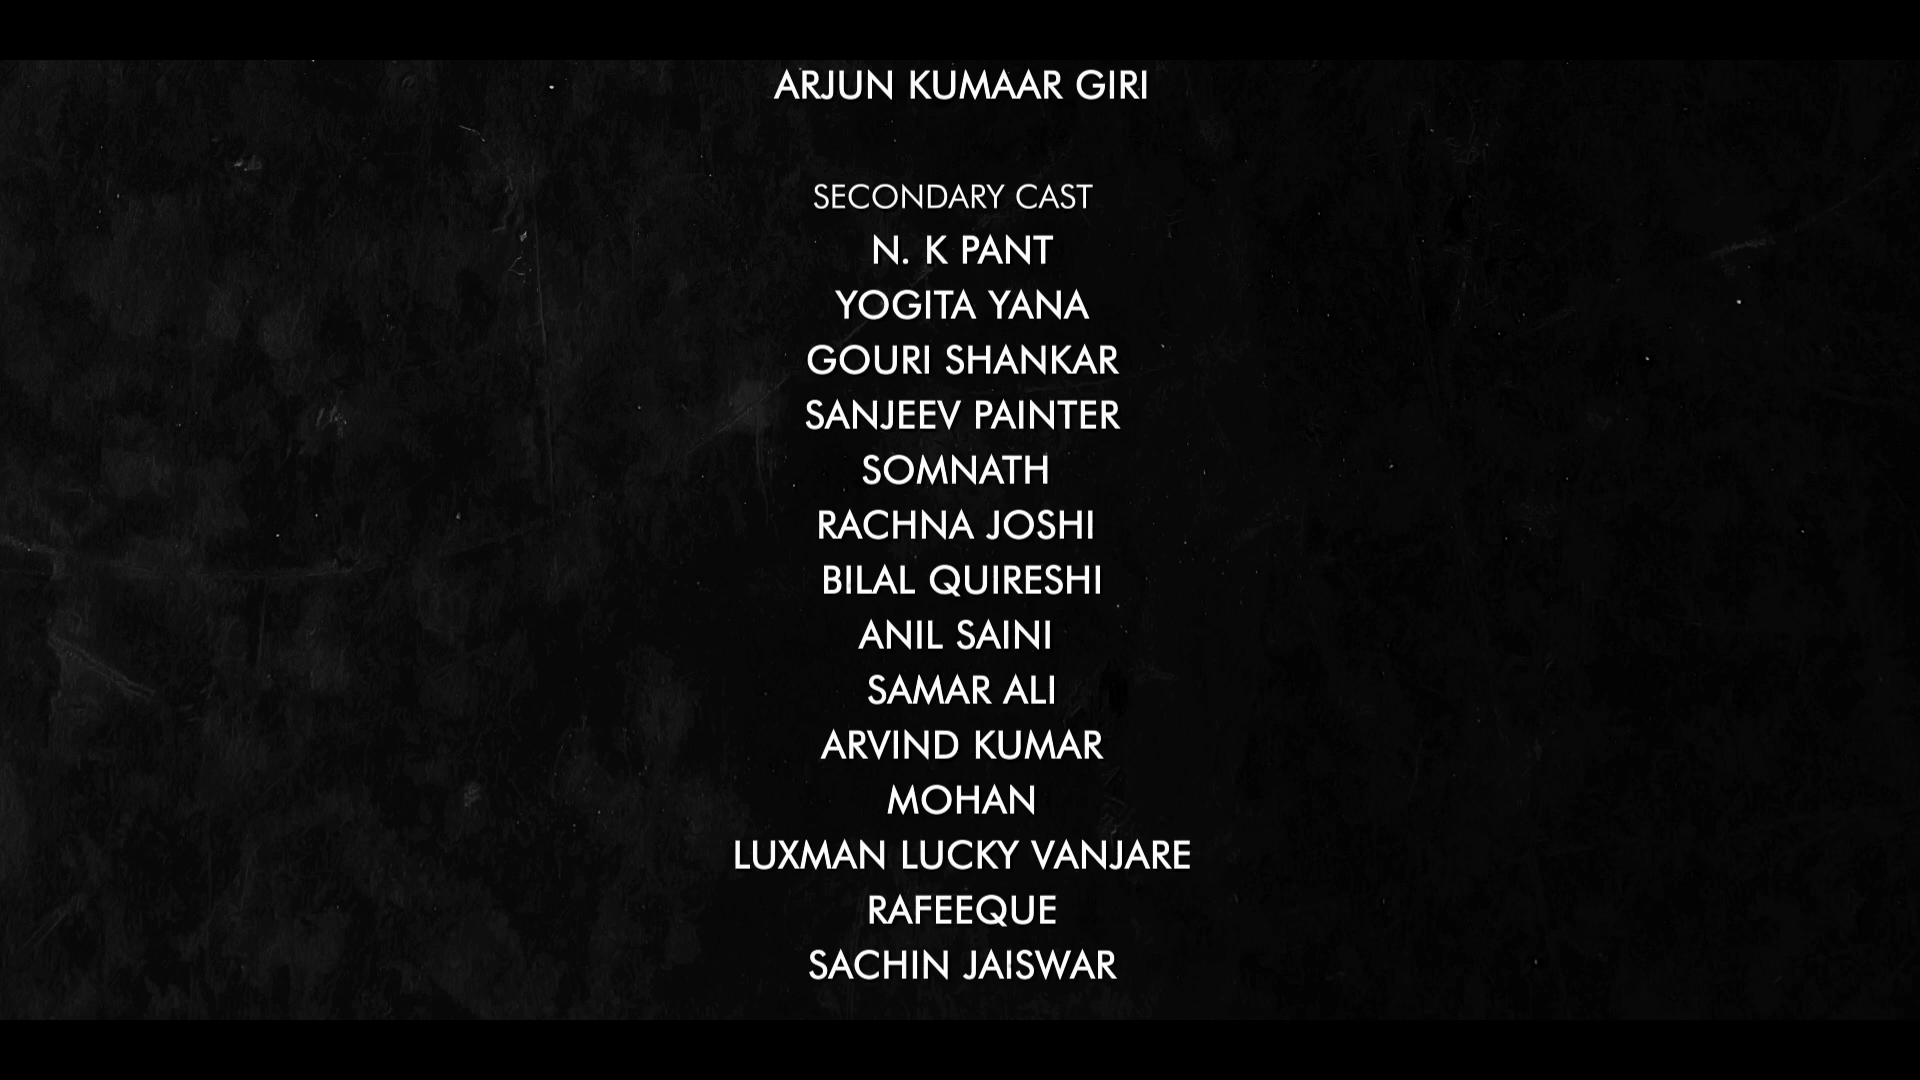 ARJUN KUMAAR GIRI
SECONDARY CAST
N. K PANT
YOGITA YANA
GOURI SHANKAR
SANJEEV PAINTER
SOMNATH
RACHNA JOSHI
BILAL QUIRESHI
ANIL SAINI
SAMAR ALI
ARVIND KUMAR
MOHAN
LUXMAN LUCKY VANJARE
RAFEEQUE
SACHIN JAISWAR